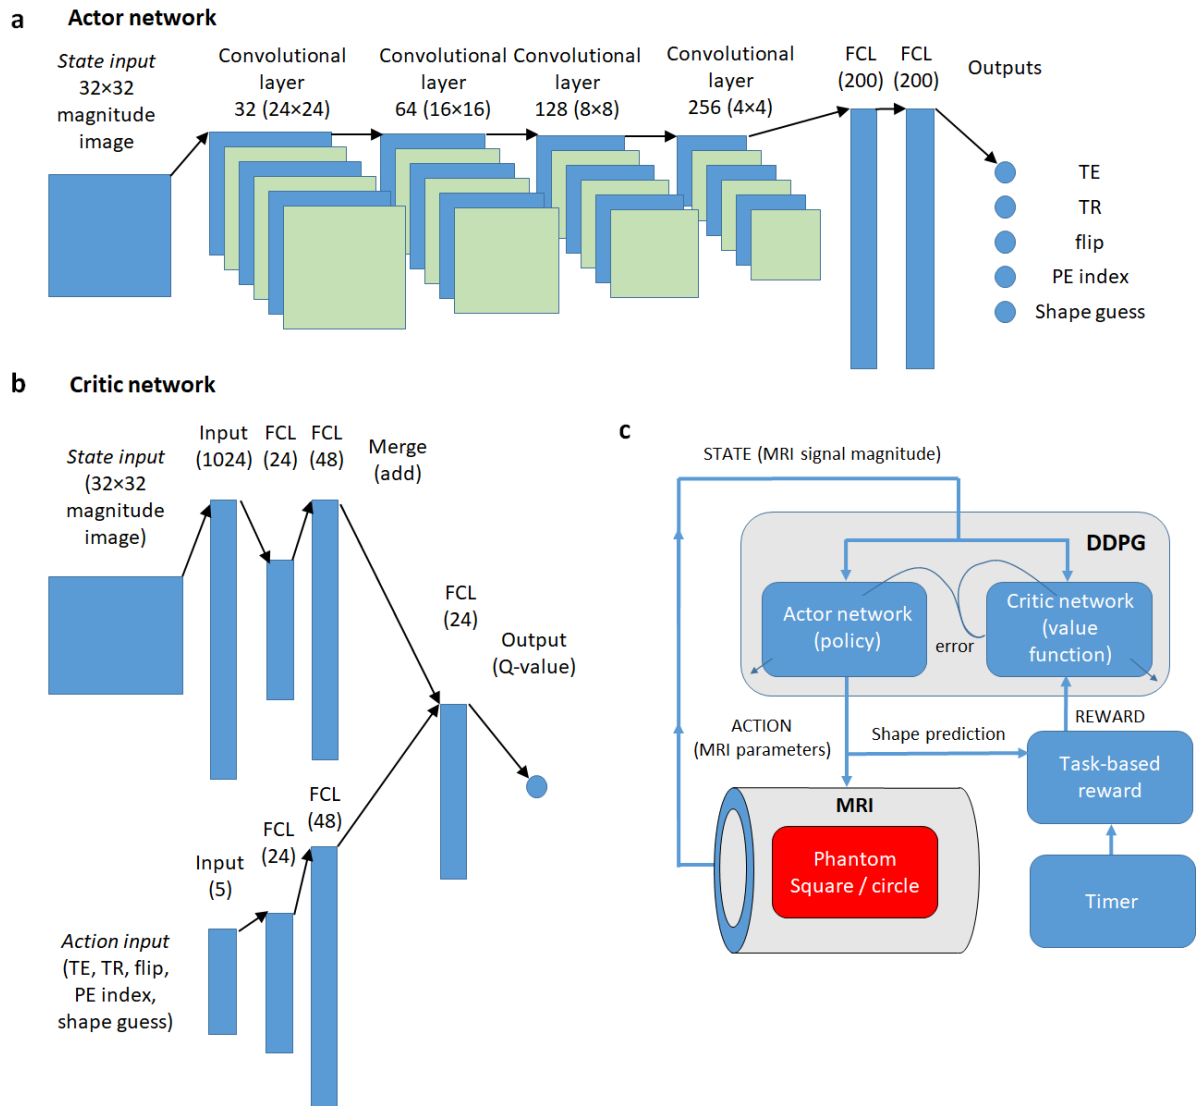 a Actor network
State input
32×32
magnitude
image
Convolutional
layer
32 (24×24)
Convolutional
layer
64 (16×16)
Convolutional
layer
128 (8×8)
Convolutional
layer
256 (4×4)
FCL
(200)
FCL
(200)
Outputs
TE
TR
flip
PE index
Shape guess
b Critic network
State input
(32×32
magnitude
image)
Input
(1024)
FCL
(24)
FCL
(48)
Merge
(add)
FCL
(24)
Output
(Q-value)
Action input
(TE, TR, flip,
PE index,
shape guess)
Input
(5)
FCL
(24)
FCL
(48)
c
STATE (MRI signal magnitude)
DDPG
Actor network
(policy)
error
Critic network
(value
function)
ACTION
(MRI parameters)
Shape prediction
REWARD
Task-based
reward
MRI
Phantom
Square / circle
Timer